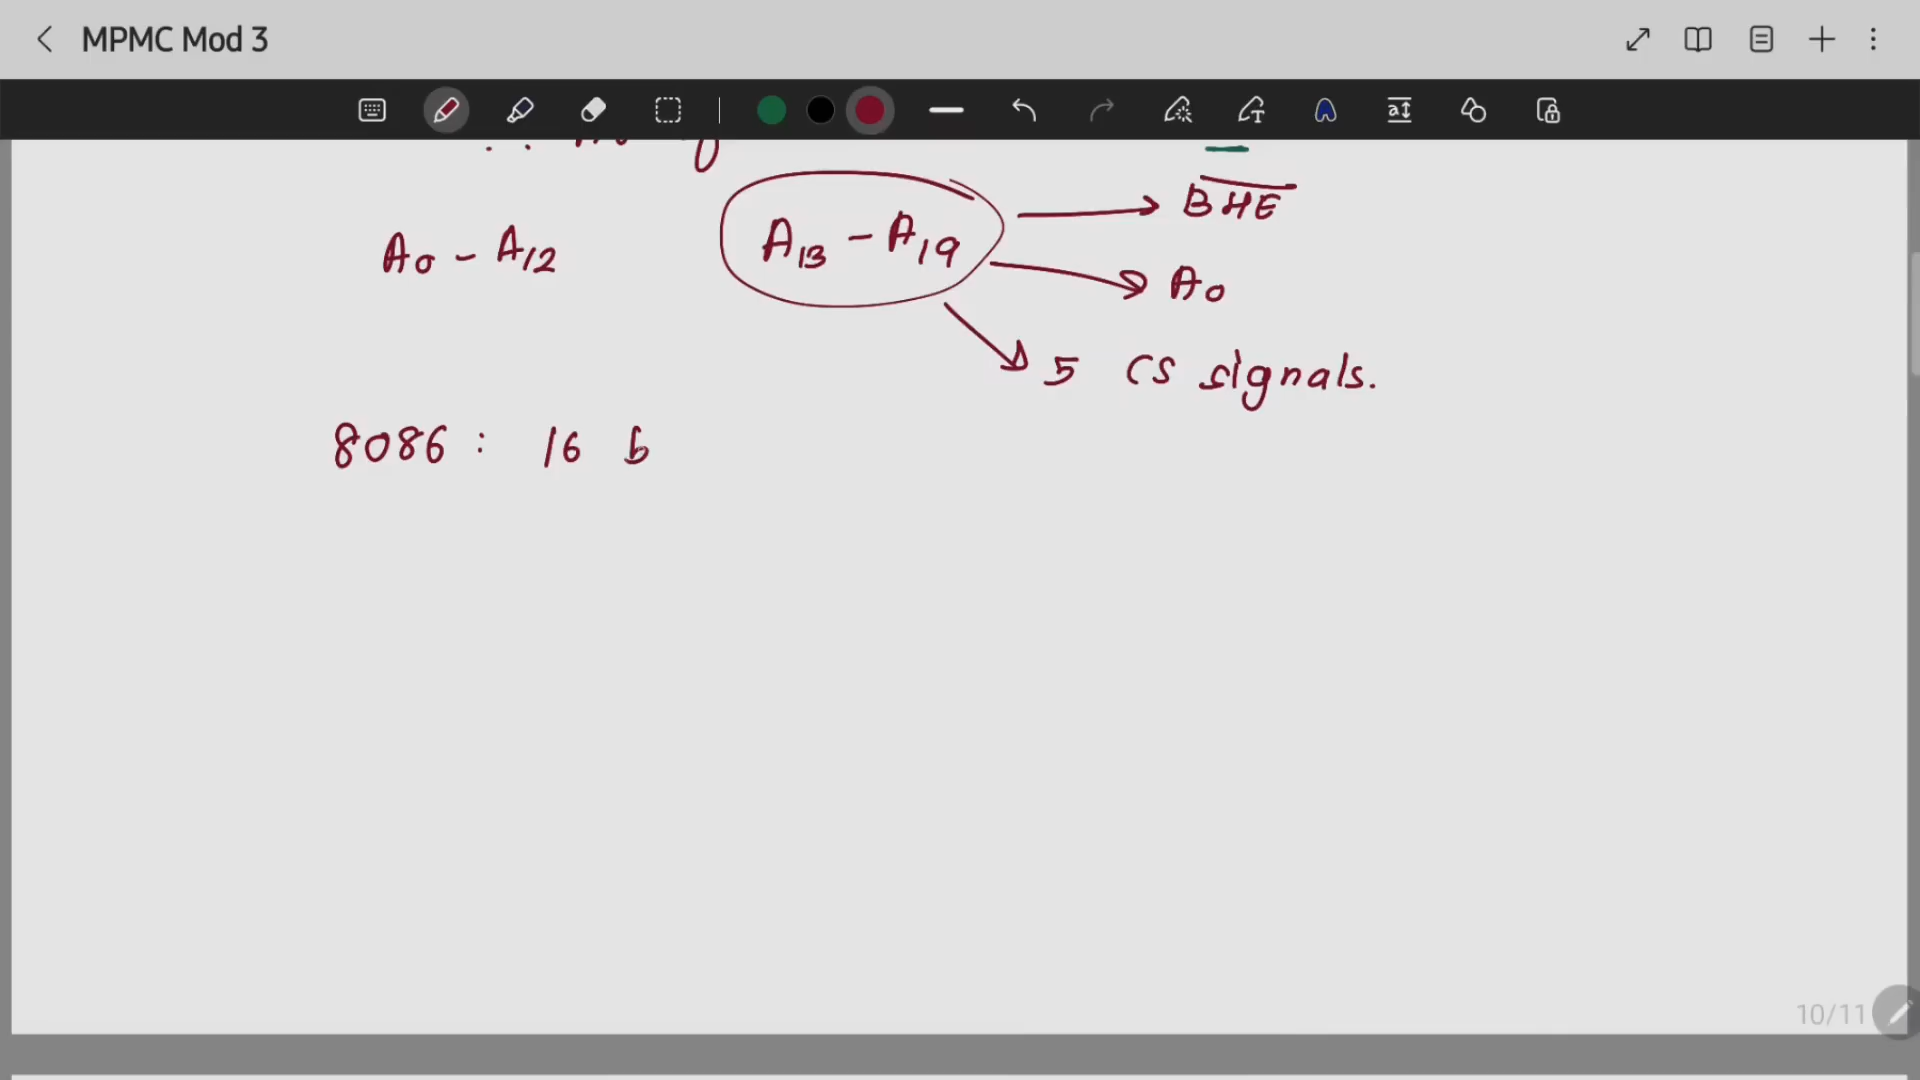 MPMC Mod 3
A0 - A12 A13 - A19 → BHE
→ A0
→ 5 CS signals.
8086 : 16 b
10/11